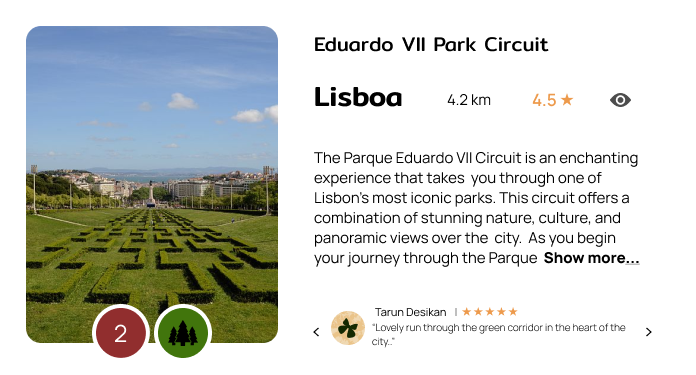 Eduardo VII Park Circuit
Lisboa
4.2 km
4.5 ★
The Parque Eduardo VII Circuit is an enchanting
experience that takes you through one of
Lisbon's most iconic parks. This circuit offers a
combination of stunning nature, culture, and
panoramic views over the city. As you begin
your journey through the Parque Show more...
2
Tarun Desikan | ★★★★★
“Lovely run through the green corridor in the heart of the
city..”